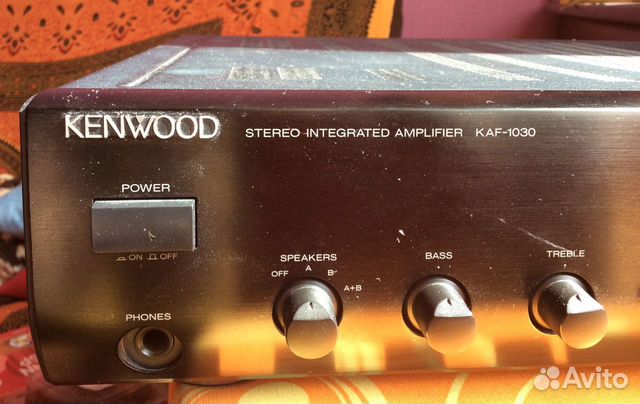 KENWOOD STEREO INTEGRATED AMPLIFIER KAF-1030
POWER
ON OFF
SPEAKERS BASS TREBLE
OFF A B A+B
PHONES
Avito